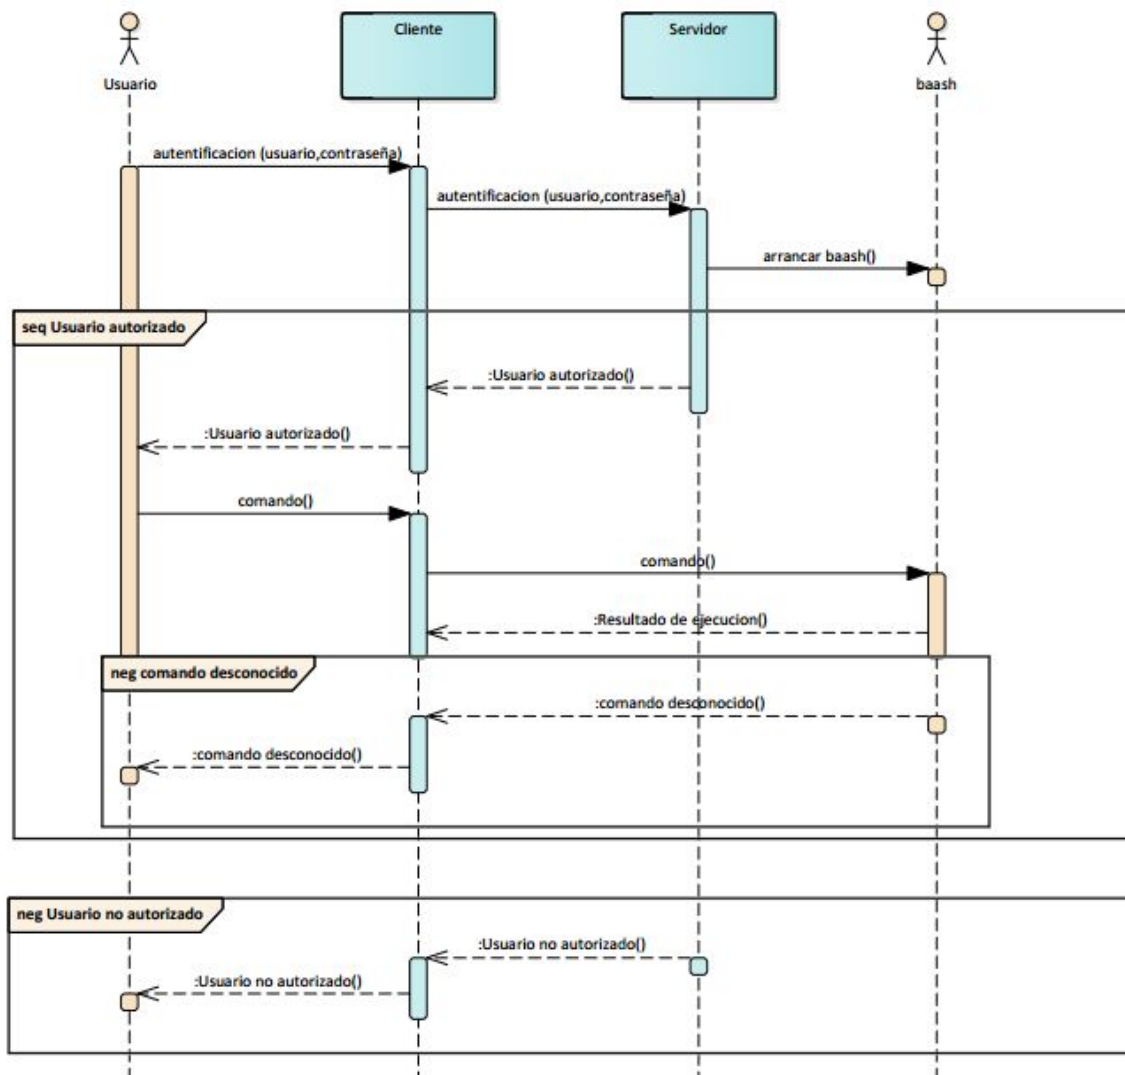 Usuario
Cliente
Servidor
baash
autentificacion (usuario,contraseña)
autentificacion (usuario,contraseña)
arrancar baash()
seq Usuario autorizado
:Usuario autorizado()
:Usuario autorizado()
comando()
comando()
:Resultado de ejecucion()
neg comando desconocido
:comando desconocido()
:comando desconocido()
neg Usuario no autorizado
:Usuario no autorizado()
:Usuario no autorizado()